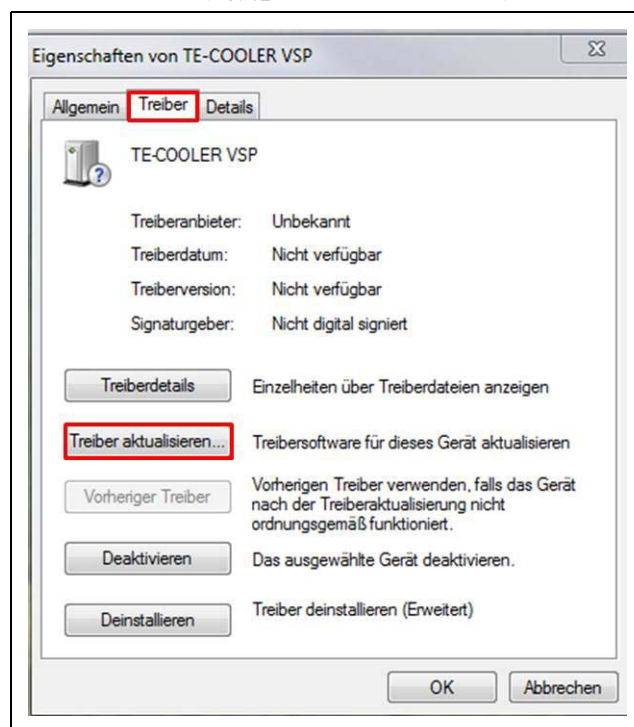 Eigenschaften von TE-COOLER VSP
Allgemein Treiber Details
TE-COOLER VSP
Treiberanbieter: Unbekannt
Treiberdatum: Nicht verfügbar
Treiberversion: Nicht verfügbar
Signaturgeber: Nicht digital signiert
Treiberdetails Einzelheiten über Treiberdateien anzeigen
Treiber aktualisieren... Treibersoftware für dieses Gerät aktualisieren
Vorheriger Treiber Vorherigen Treiber verwenden, falls das Gerät
nach der Treiberaktualisierung nicht
ordnungsgemäß funktioniert.
Deaktivieren Das ausgewählte Gerät deaktivieren.
Deinstallieren Treiber deinstallieren (Erweitert)
OK Abbrechen